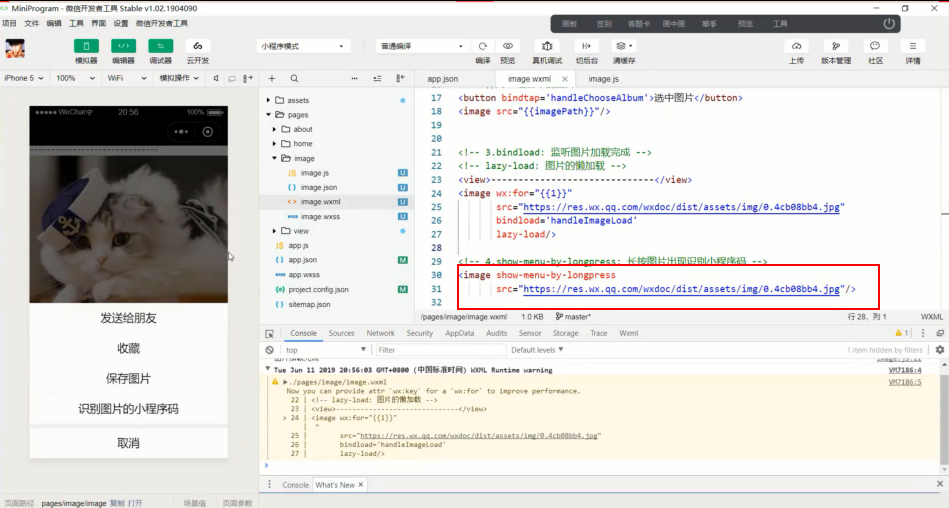 MiniProgram - 微信开发者工具 Stable v1.02.1904090
项目 文件 编辑 工具 界面 设置 微信开发者工具
画板 签到 答题卡 画中画 举手 预览 工具
模拟器 编辑器 调试器 云开发
小程序模式
普通编译
编译 预览 真机调试 切后台 清缓存
上传 版本管理 社区 详情
iPhone 5 100% WiFi 模拟操作
app.json image.wxml image.js
WeChat 20:56 100%
assets
pages
about
home
image
image.js U
image.json U
image.wxml U
image.wxss U
view
app.js
app.json M
app.wxss
project.config.json M
sitemap.json
17 <button bindtap='handleChooseAlbum'>选中图片</button>
18 <image src="{{imagePath}}"/>
19
20
21 <!-- 3.bindload: 监听图片加载完成 -->
22 <!-- lazy-load: 图片的懒加载 -->
23 <view>------------------------------</view>
24 <image wx:for="{{1}}"
25 src="https://res.wx.qq.com/wxdoc/dist/assets/img/0.4cb08bb4.jpg"
26 bindload='handleImageLoad'
27 lazy-load/>
28
29 <!-- 4.show-menu-by-longpress: 长按图片出现识别小程序码 -->
30 <image show-menu-by-longpress
31 src="https://res.wx.qq.com/wxdoc/dist/assets/img/0.4cb08bb4.jpg"/>
32
/pages/image/image.wxml 1.0 KB master* 行 28, 列 1 WXML
发送给朋友
收藏
保存图片
识别图片的小程序码
取消
Console Sources Network Security AppData Audits Sensor Storage Trace Wxml 1
top Filter Default levels 1 item hidden by filters
Tue Jun 11 2019 20:56:03 GMT+0800 (中国标准时间) WXML Runtime warning VM7186:4
./pages/image/image.wxml VM7186:5
Now you can provide attr `wx:key` for a `wx:for` to improve performance.
22 | <!-- lazy-load: 图片的懒加载 -->
23 | <view>------------------------------</view>
> 24 | <image wx:for="{{1}}"
| ^
25 | src="https://res.wx.qq.com/wxdoc/dist/assets/img/0.4cb08bb4.jpg"
26 | bindload='handleImageLoad'
27 | lazy-load/>
Console What's New
页面路径 pages/image/image 复制 打开 场景值 页面参数